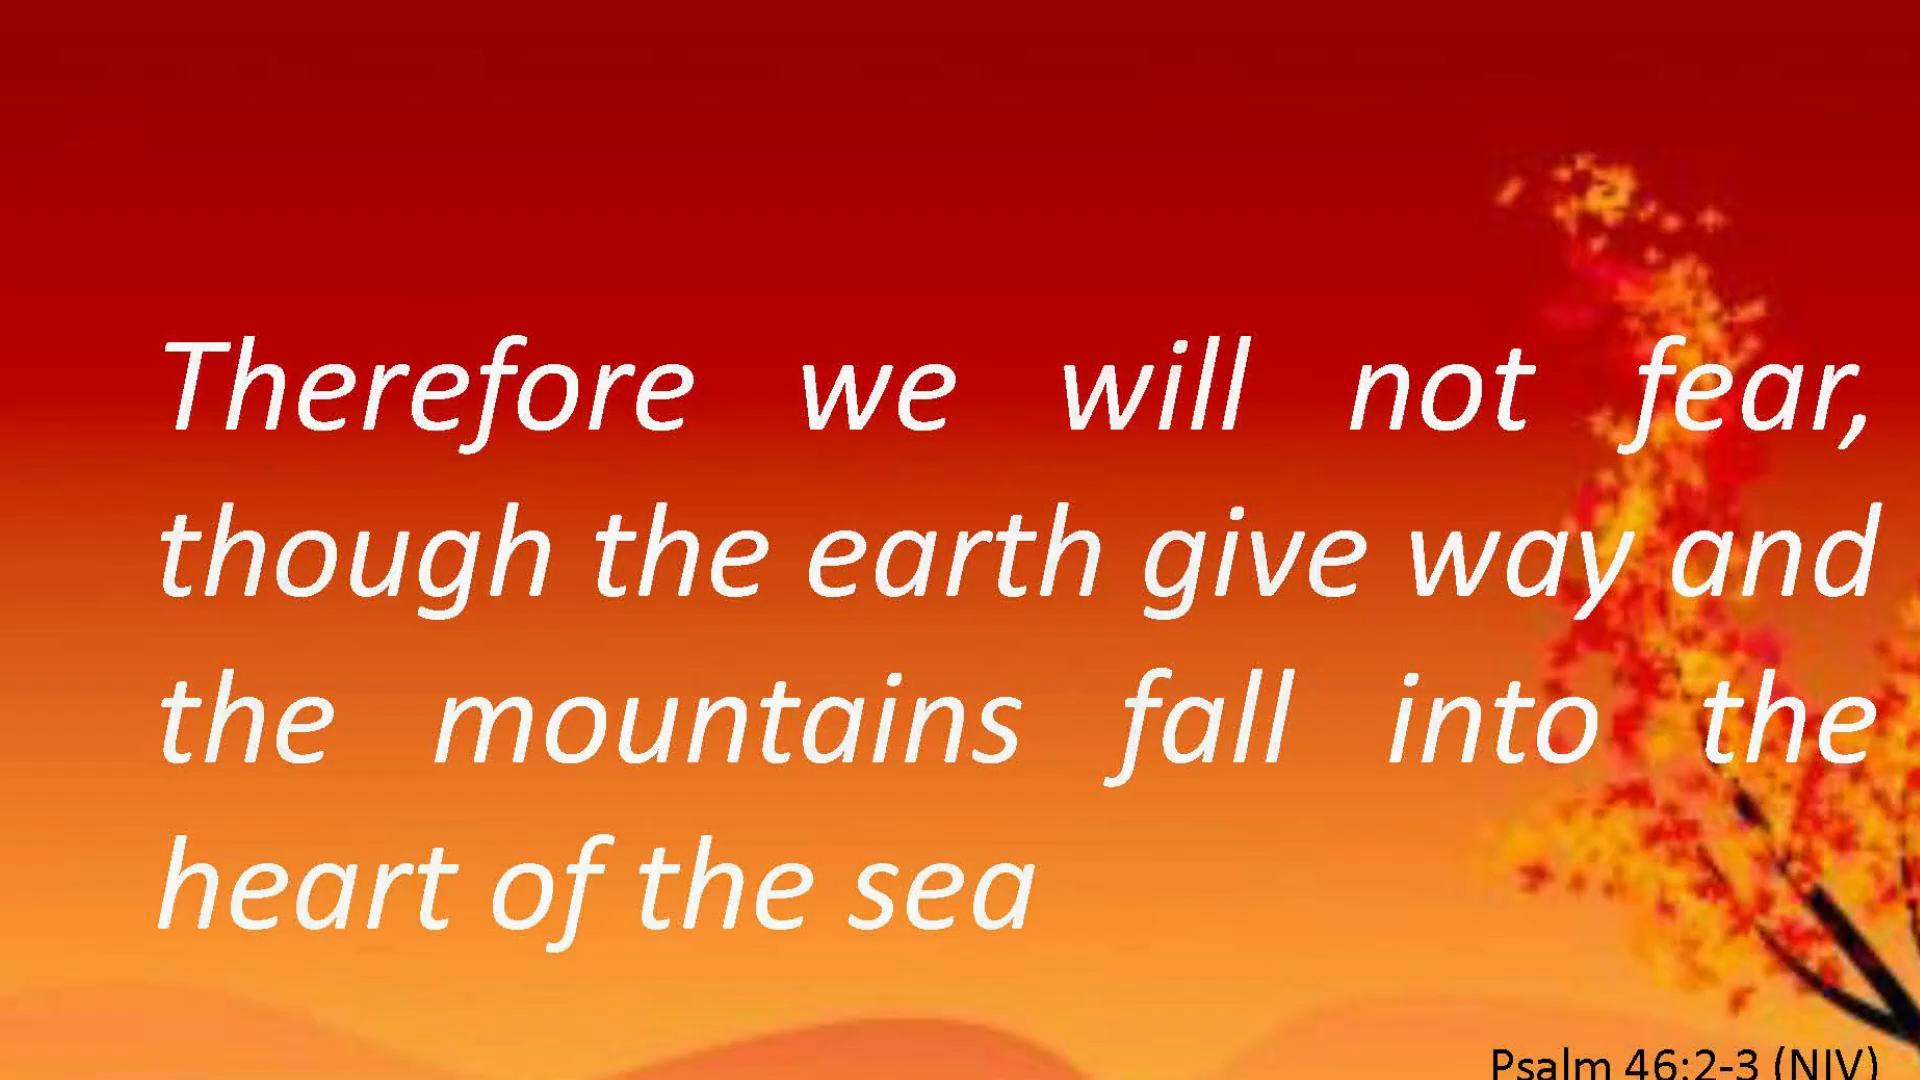 Therefore we will not fear,
though the earth give way and
the mountains fall into the
heart of the sea
Psalm 46:2-3 (NIV)